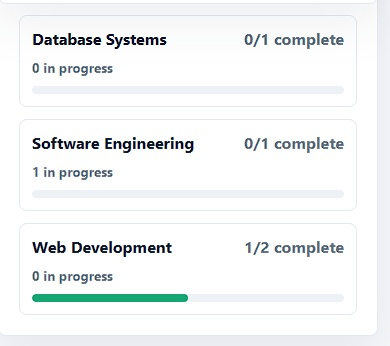 Database Systems 0/1 complete
0 in progress
Software Engineering 0/1 complete
1 in progress
Web Development 1/2 complete
0 in progress